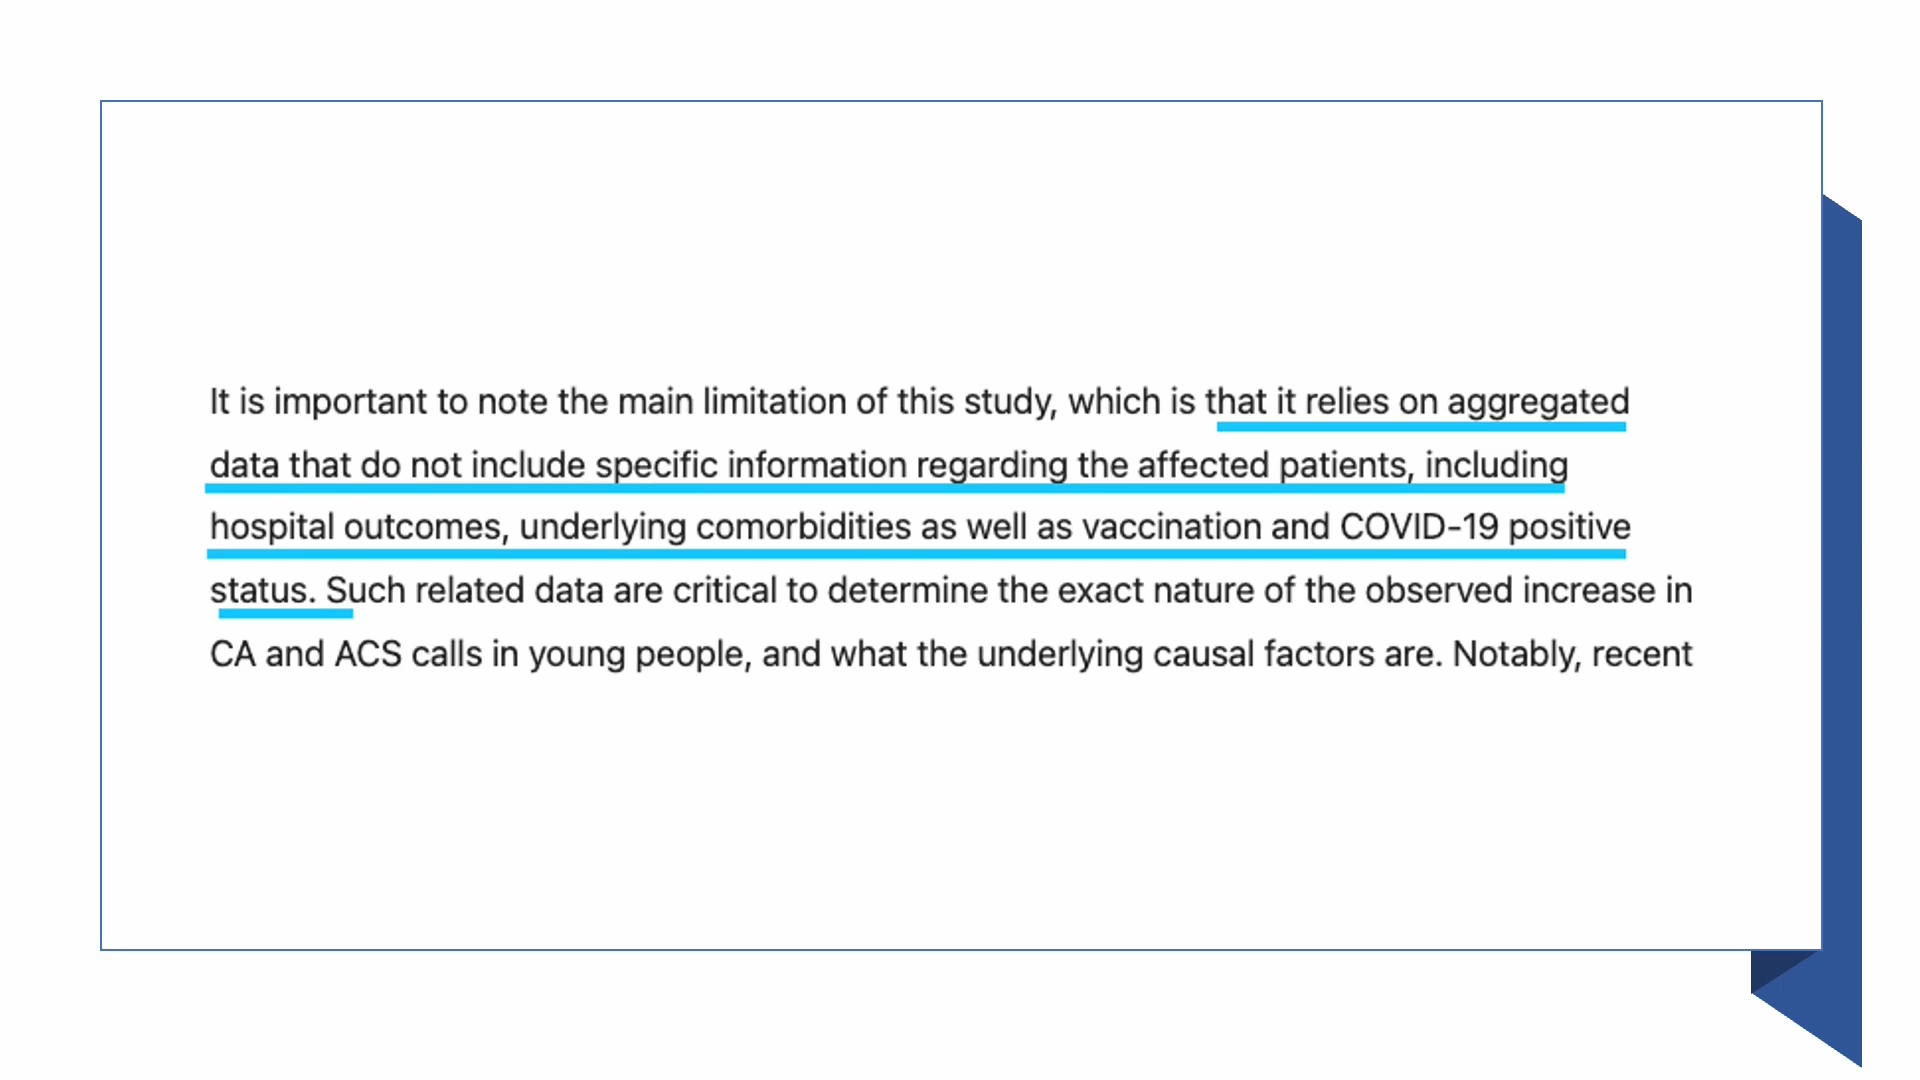 It is important to note the main limitation of this study, which is that it relies on aggregated
data that do not include specific information regarding the affected patients, including
hospital outcomes, underlying comorbidities as well as vaccination and COVID-19 positive
status. Such related data are critical to determine the exact nature of the observed increase in
CA and ACS calls in young people, and what the underlying causal factors are. Notably, recent